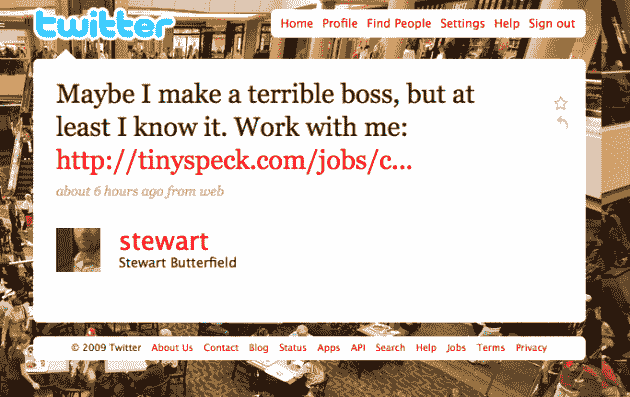 twitter
Home Profile Find People Settings Help Sign out
Maybe I make a terrible boss, but at
least I know it. Work with me:
http://tinyspeck.com/jobs/c...
about 6 hours ago from web
stewart
Stewart Butterfield
© 2009 Twitter About Us Contact Blog Status Apps API Search Help Jobs Terms Privacy